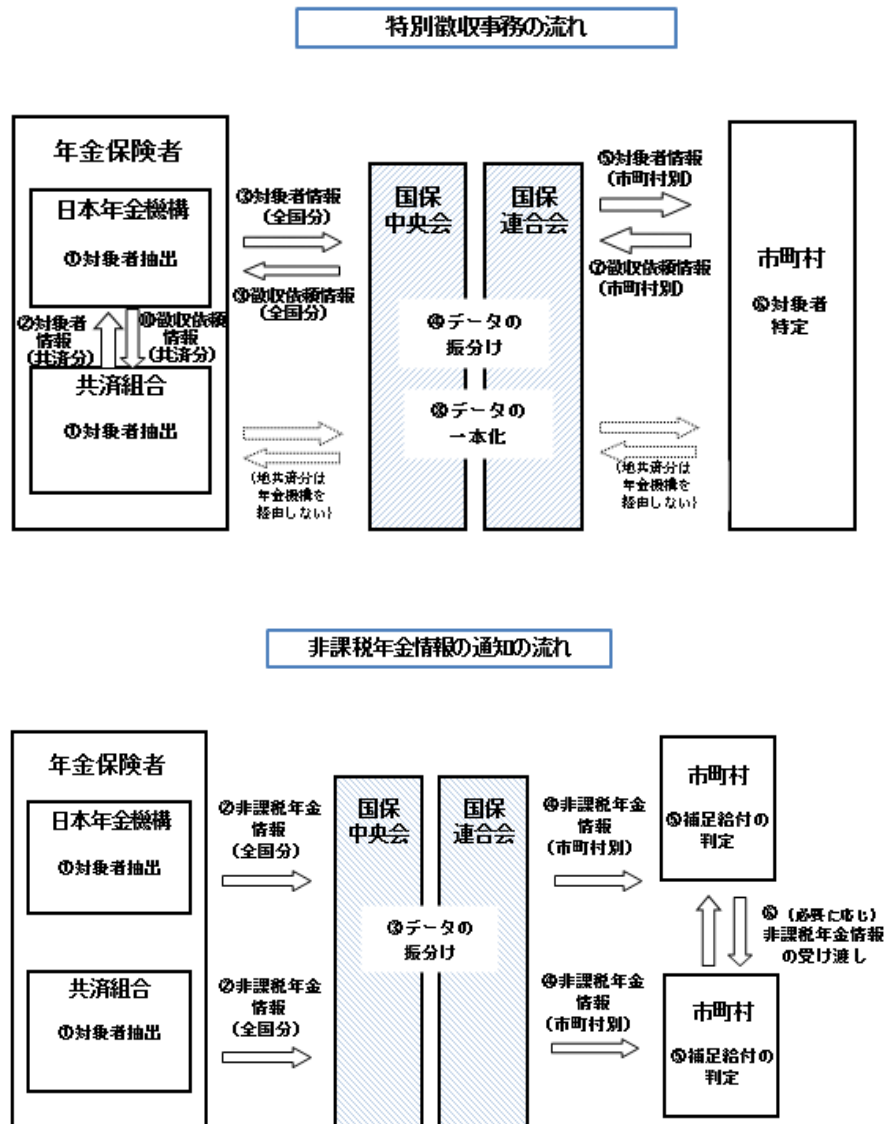 特別徴収事務の流れ
年金保険者
日本年金機構
①対象者抽出
②対象者
情報
(共済分)
⑩徴収依頼
情報
(共済分)
共済組合
①対象者抽出
③対象者情報
(全国分)
⑨徴収依頼情報
(全国分)
(地共済分は
年金機構を
経由しない)
国保
中央会
国保
連合会
④データの
振分け
⑧データの
一本化
⑤対象者情報
(市町村別)
⑦徴収依頼情報
(市町村別)
(地共済分は
年金機構を
経由しない)
市町村
⑥対象者
特定
非課税年金情報の通知の流れ
年金保険者
日本年金機構
①対象者抽出
共済組合
①対象者抽出
②非課税年金
情報
(全国分)
②非課税年金
情報
(全国分)
国保
中央会
国保
連合会
③データの
振分け
④非課税年金
情報
(市町村別)
④非課税年金
情報
(市町村別)
市町村
⑤補足給付の
判定
⑥（必要に応じ）
非課税年金情報
の受け渡し
市町村
⑤補足給付の
判定